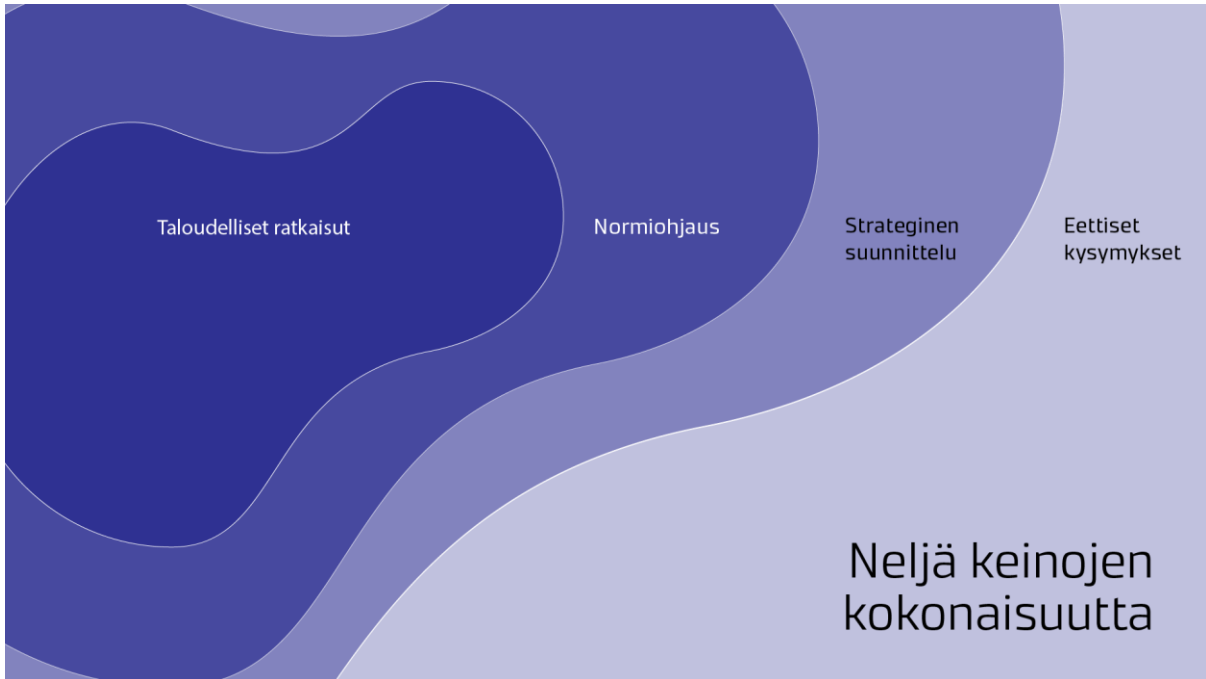 Taloudelliset ratkaisut
Normiohjaus
Strateginen
suunnittelu
Eettiset
kysymykset
Neljä keinojen
kokonaisuutta